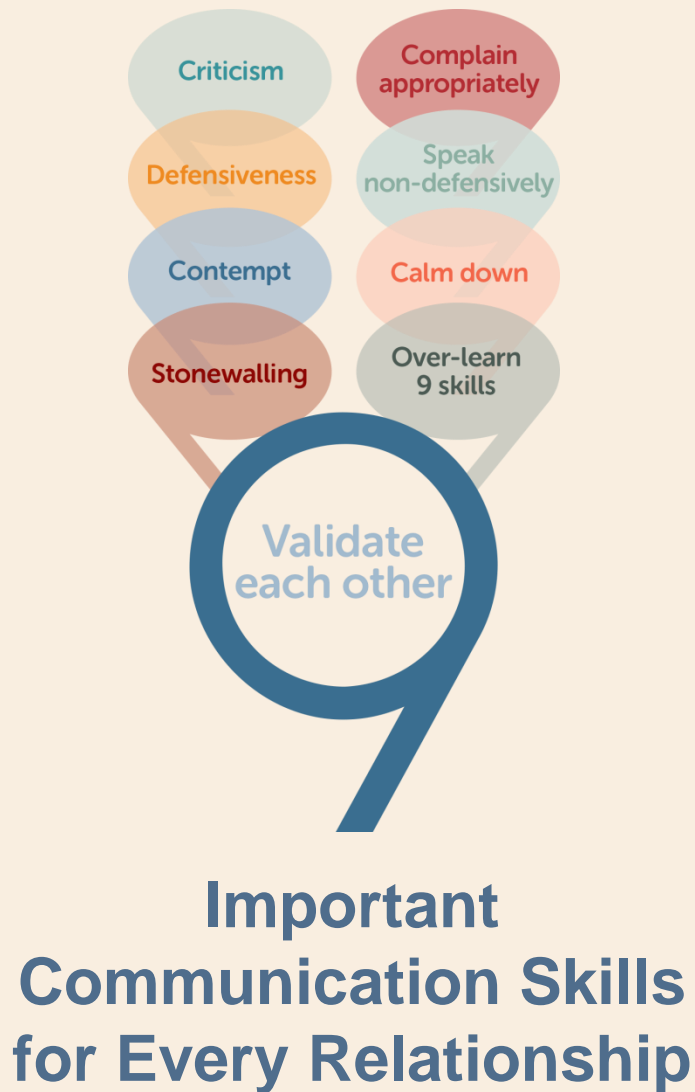 Criticism
Defensiveness
Contempt
Stonewalling
Complain
appropriately
Speak
non-defensively
Calm down
Over-learn
9 skills
Validate
each other
9
Important
Communication Skills
for Every Relationship